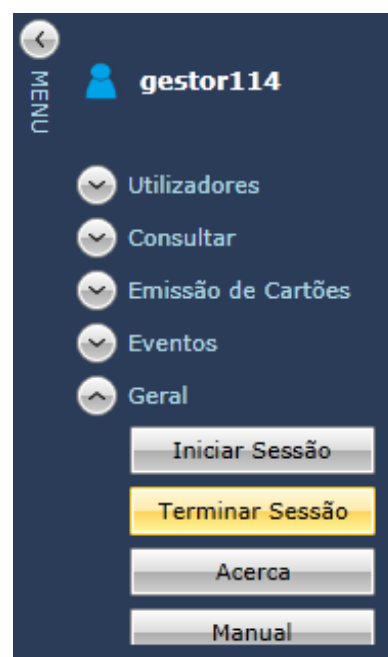 MENU
gestor114
Utilizadores
Consultar
Emissão de Cartões
Eventos
Geral
Iniciar Sessão
Terminar Sessão
Acerca
Manual